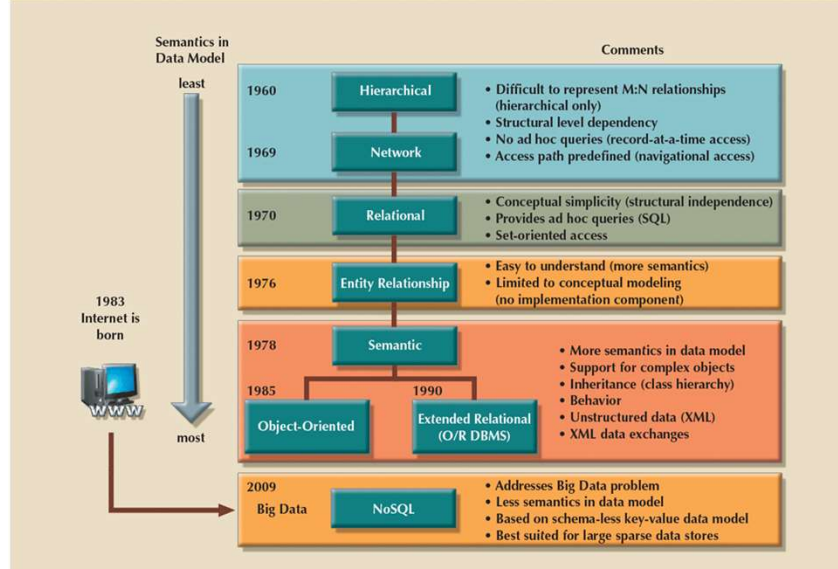 Semantics in
Data Model
least
most
Comments
1960
Hierarchical
1969
Network
• Difficult to represent M:N relationships
(hierarchical only)
• Structural level dependency
• No ad hoc queries (record-at-a-time access)
• Access path predefined (navigational access)
1970
Relational
• Conceptual simplicity (structural independence)
• Provides ad hoc queries (SQL)
• Set-oriented access
1976
Entity Relationship
• Easy to understand (more semantics)
• Limited to conceptual modeling
(no implementation component)
1983
Internet is
born
WWW
1978
Semantic
1985
Object-Oriented
1990
Extended Relational
(O/R DBMS)
• More semantics in data model
• Support for complex objects
• Inheritance (class hierarchy)
• Behavior
• Unstructured data (XML)
• XML data exchanges
2009
Big Data
NoSQL
• Addresses Big Data problem
• Less semantics in data model
• Based on schema-less key-value data model
• Best suited for large sparse data stores